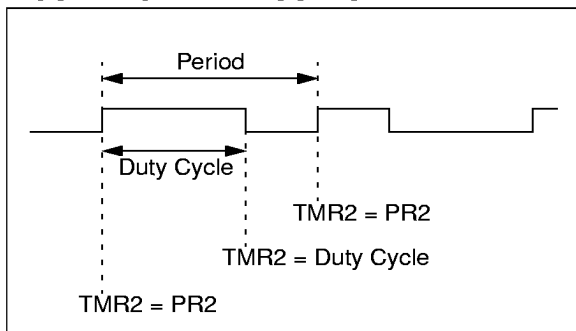 Period
Duty Cycle
TMR2 = PR2
TMR2 = Duty Cycle
TMR2 = PR2